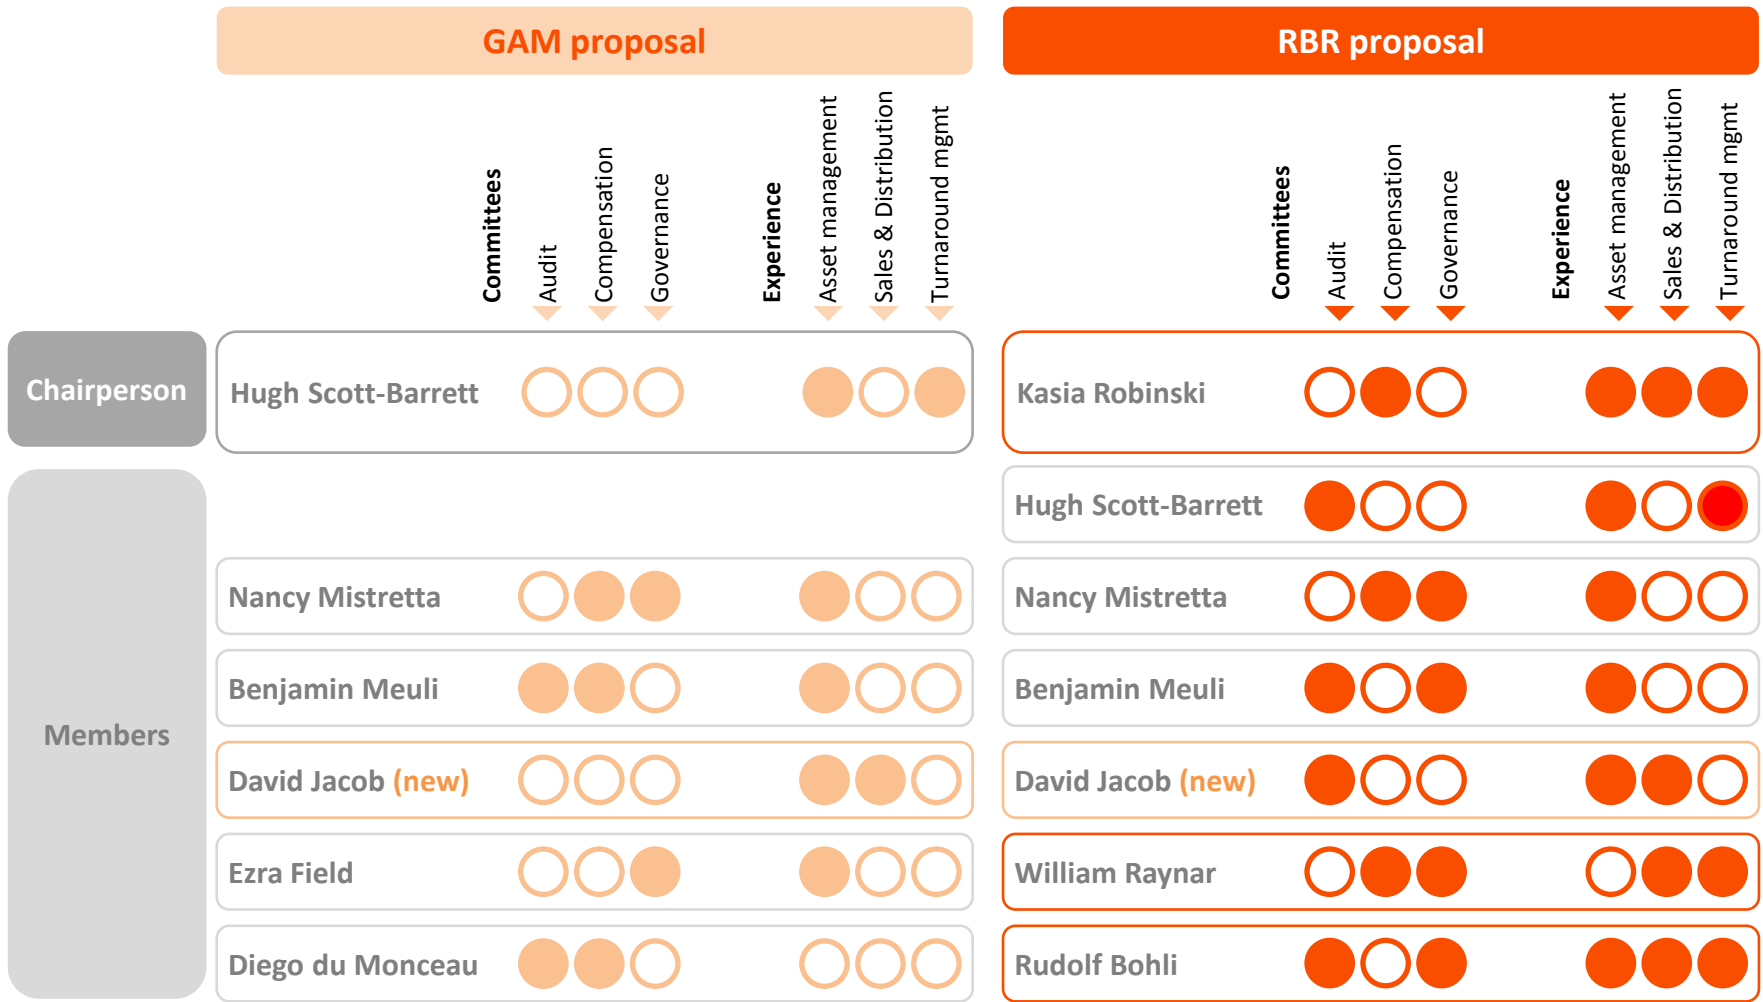 GAM proposal
RBR proposal
Committees
Audit
Compensation
Governance
Experience
Asset management
Sales & Distribution
Turnaround mgmt
Committees
Audit
Compensation
Governance
Experience
Asset management
Sales & Distribution
Turnaround mgmt
Chairperson
Hugh Scott-Barrett
Kasia Robinski
Members
Hugh Scott-Barrett
Nancy Mistretta
Nancy Mistretta
Benjamin Meuli
Benjamin Meuli
David Jacob (new)
David Jacob (new)
Ezra Field
William Raynar
Diego du Monceau
Rudolf Bohli